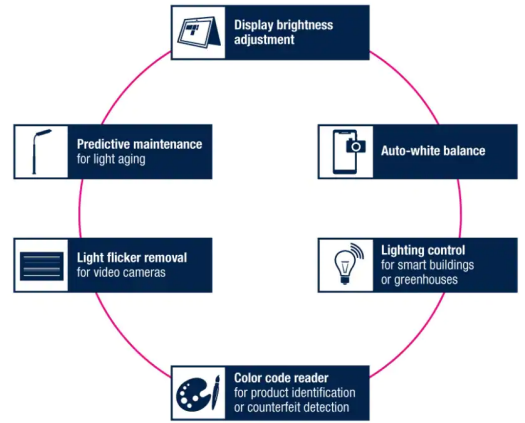 Display brightness
adjustment
Predictive maintenance
for light aging
Auto-white balance
Light flicker removal
for video cameras
Lighting control
for smart buildings
or greenhouses
Color code reader
for product identification
or counterfeit detection